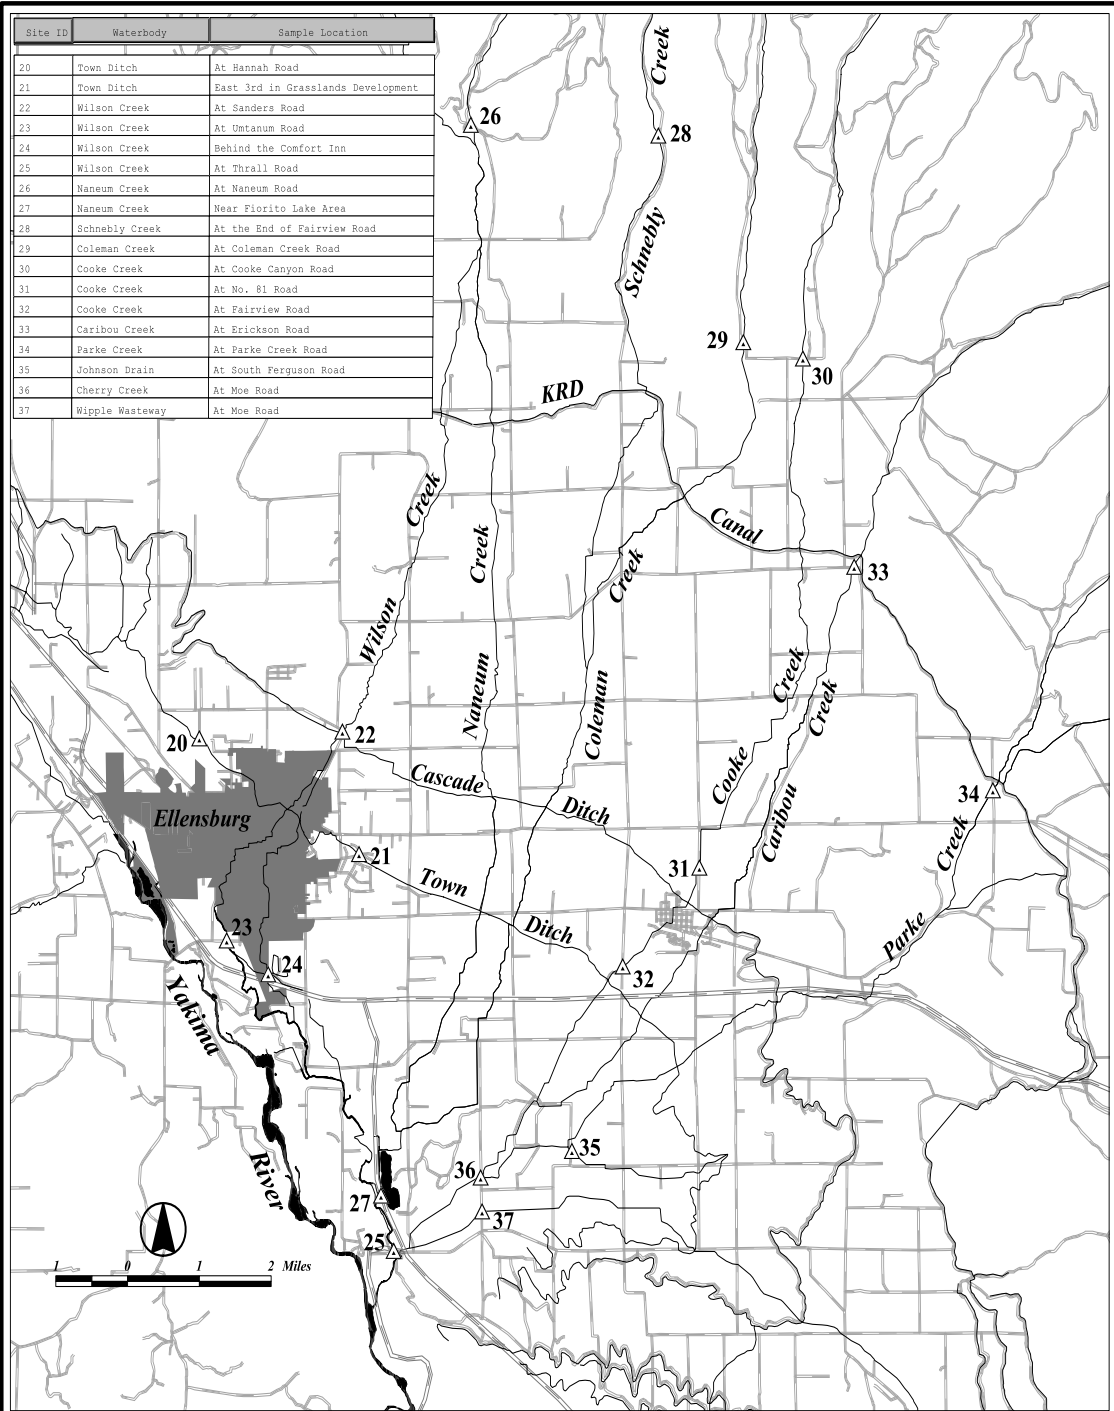 Site ID Waterbody Sample Location
20 Town Ditch At Hannah Road
21 Town Ditch East 3rd in Grasslands Development
22 Wilson Creek At Sanders Road
23 Wilson Creek At Umtanum Road
24 Wilson Creek Behind the Comfort Inn
25 Wilson Creek At Thrall Road
26 Naneum Creek At Naneum Road
27 Naneum Creek Near Fiorito Lake Area
28 Schnebly Creek At the End of Fairview Road
29 Coleman Creek At Coleman Creek Road
30 Cooke Creek At Cooke Canyon Road
31 Cooke Creek At No. 81 Road
32 Cooke Creek At Fairview Road
33 Caribou Creek At Erickson Road
34 Parke Creek At Parke Creek Road
35 Johnson Drain At South Ferguson Road
36 Cherry Creek At Moe Road
37 Wipple Wasteway At Moe Road
26
28
Schnebly Creek
29
30
KRD Canal
33
Wilson Creek
Naneum Creek
Coleman Creek
Cooke Creek
Caribou Creek
20
22
Cascade Ditch
34
Ellensburg
21
31
Town Ditch
Parke Creek
23
24
32
Yakima River
35
36
27
37
25
1 0 1 2 Miles